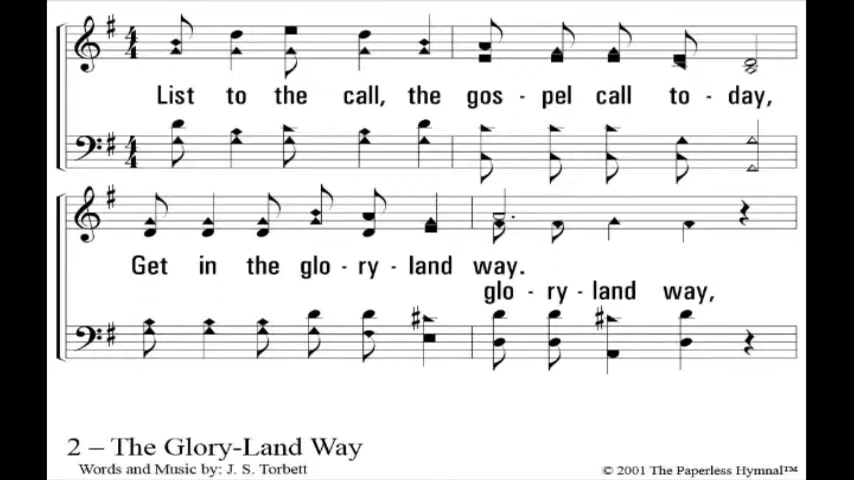 List to the call, the gos - pel call to - day,
Get in the glo - ry - land way.
glo - ry - land way,
2 – The Glory-Land Way
Words and Music by: J. S. Torbett
© 2001 The Paperless Hymnal™